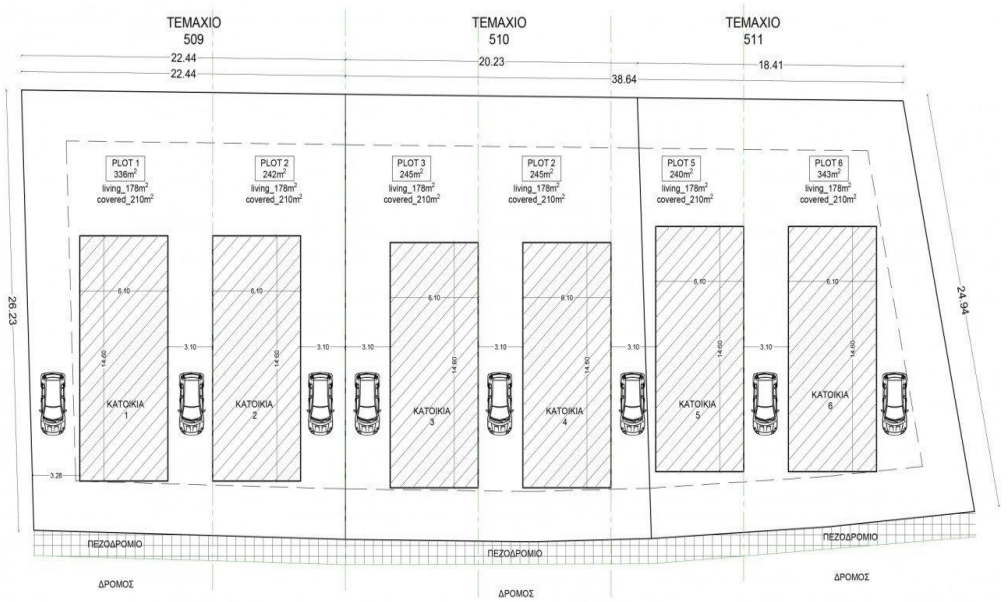 ΤΕΜΑΧΙΟ
509
ΤΕΜΑΧΙΟ
510
ΤΕΜΑΧΙΟ
511
22.44
20.23
18.41
22.44
38.64
PLOT 1
336m²
living_178m²
covered_210m²
PLOT 2
242m²
living_178m²
covered_210m²
PLOT 3
245m²
living_178m²
covered_210m²
PLOT 2
245m²
living_178m²
covered_210m²
PLOT 5
240m²
living_178m²
covered_210m²
PLOT 6
343m²
living_178m²
covered_210m²
26.23
24.94
6.10
6.10
6.10
6.10
6.10
6.10
14.60
14.60
14.60
14.60
14.60
14.60
3.10
3.10
3.10
3.10
3.10
3.10
ΚΑΤΟΙΚΙΑ
1
ΚΑΤΟΙΚΙΑ
2
ΚΑΤΟΙΚΙΑ
3
ΚΑΤΟΙΚΙΑ
4
ΚΑΤΟΙΚΙΑ
5
ΚΑΤΟΙΚΙΑ
6
3.28
ΠΕΖΟΔΡΟΜΙΟ
ΠΕΖΟΔΡΟΜΙΟ
ΠΕΖΟΔΡΟΜΙΟ
ΔΡΟΜΟΣ
ΔΡΟΜΟΣ
ΔΡΟΜΟΣ